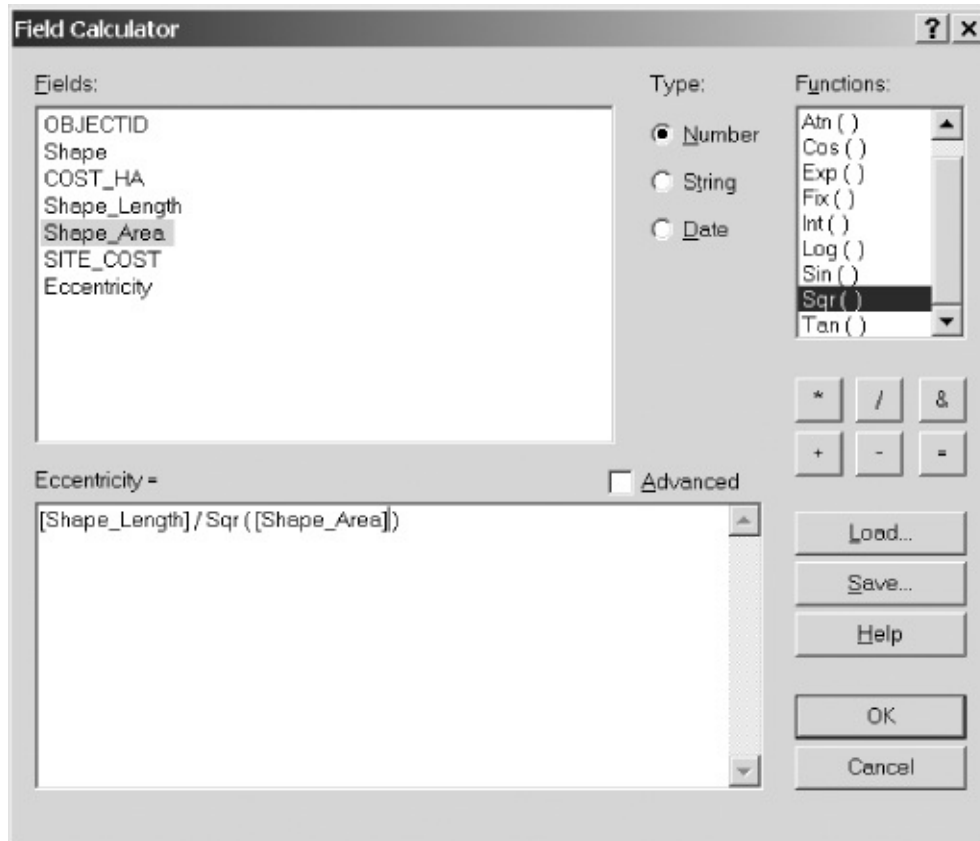 Field Calculator
? ×
Fields:
OBJECTID
Shape
COST_HA
Shape_Length
Shape_Area
SITE_COST
Eccentricity
Type:
Number
String
Date
Functions:
Atn ( )
Cos ( )
Exp ( )
Fix ( )
Int ( )
Log ( )
Sin ( )
Sqr ( )
Tan ( )
* / &
+ - =
Eccentricity =
Advanced
[Shape_Length] / Sqr ( [Shape_Area] )
Load...
Save...
Help
OK
Cancel